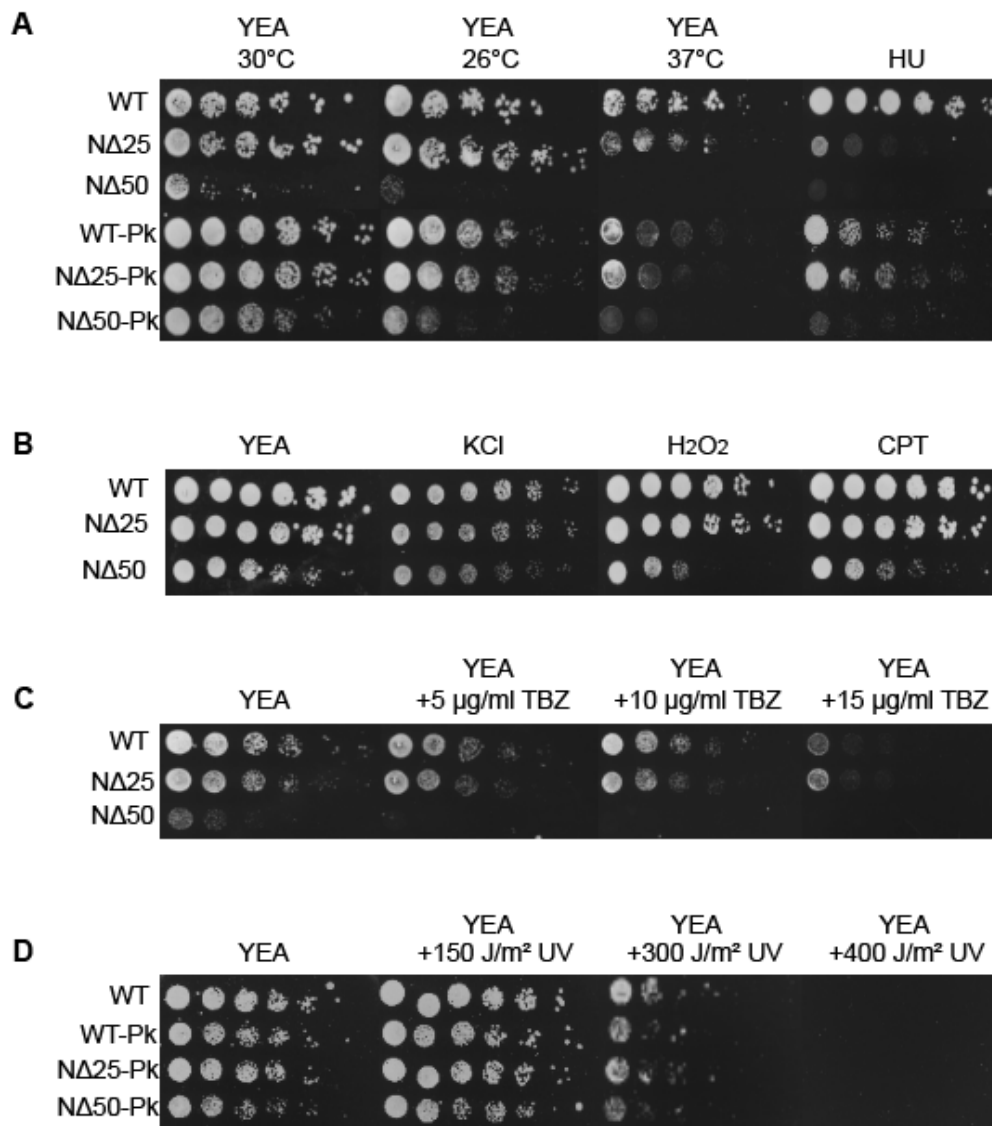 A
YEA YEA YEA
30°C 26°C 37°C HU
WT
NΔ25
NΔ50
WT-Pk
NΔ25-Pk
NΔ50-Pk
B YEA KCl H₂O₂ CPT
WT
NΔ25
NΔ50
YEA YEA YEA
C YEA +5 µg/ml TBZ +10 µg/ml TBZ +15 µg/ml TBZ
WT
NΔ25
NΔ50
YEA YEA YEA
D YEA +150 J/m² UV +300 J/m² UV +400 J/m² UV
WT
WT-Pk
NΔ25-Pk
NΔ50-Pk